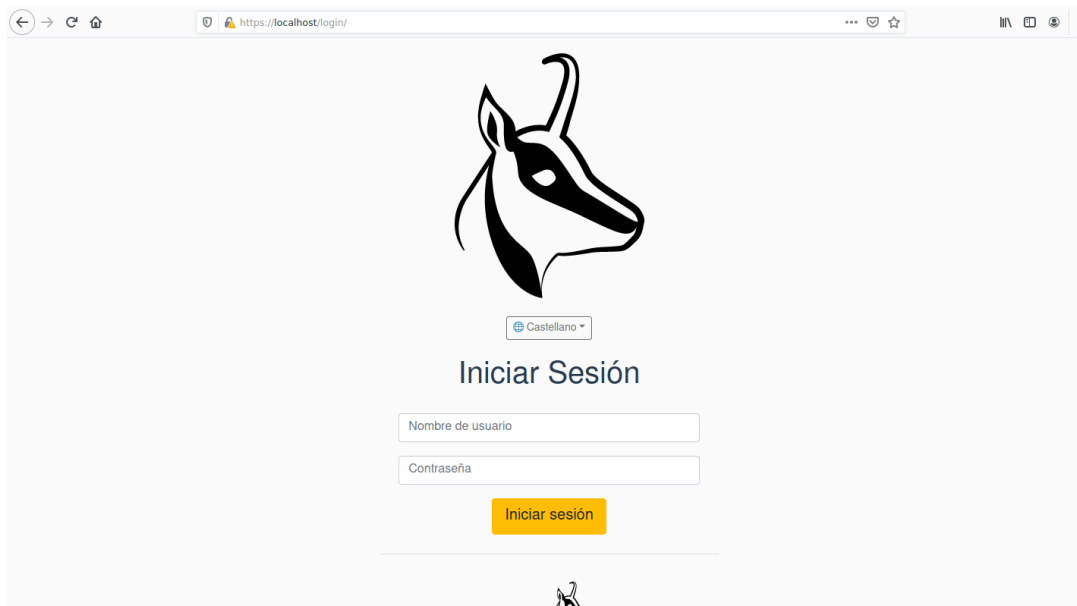 https://localhost/login/
Castellano
Iniciar Sesión
Nombre de usuario
Contraseña
Iniciar sesión